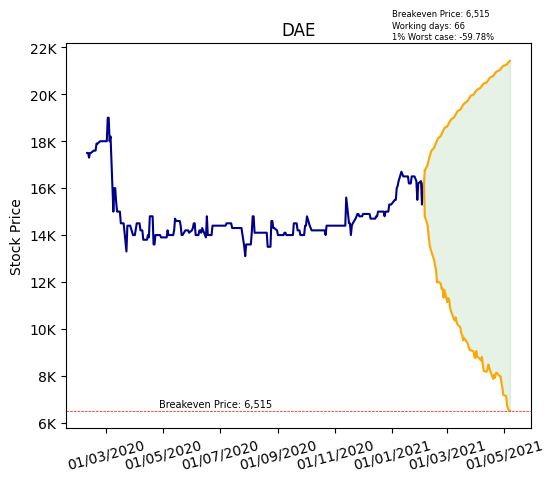 Breakeven Price: 6,515
Working days: 66
1% Worst case: -59.78%
DAE
22K
20K
18K
16K
14K
12K
10K
8K
6K
Stock Price
Breakeven Price: 6,515
01/03/2020
01/05/2020
01/07/2020
01/09/2020
01/11/2020
01/01/2021
01/03/2021
01/05/2021